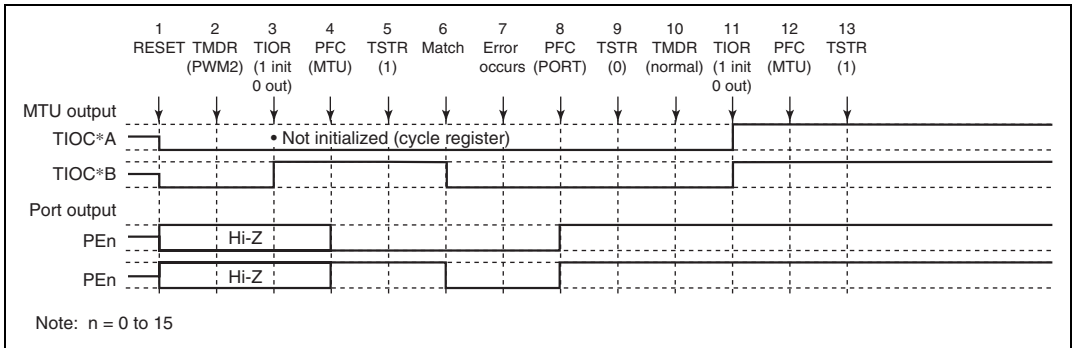 1 2 3 4 5 6 7 8 9 10 11 12 13
RESET TMDR TIOR PFC TSTR Match Error PFC TSTR TMDR TIOR PFC TSTR
(PWM2) (1 init (MTU) (1) occurs (PORT) (0) (normal) (1 init (MTU) (1)
0 out) 0 out)
MTU output
TIOC*A • Not initialized (cycle register)
TIOC*B
Port output
PEn Hi-Z
PEn Hi-Z
Note: n = 0 to 15